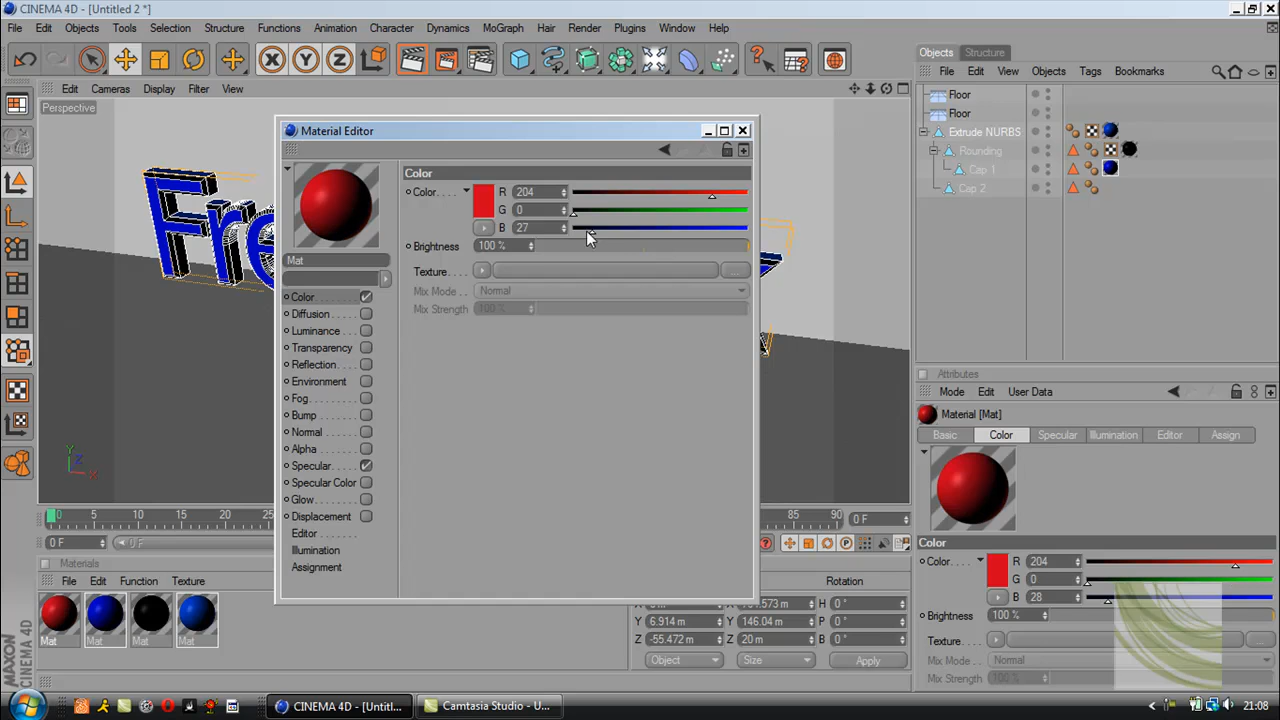 CINEMA 4D - [Untitled 2 *]
File Edit Objects Tools Selection Structure Functions Animation Character Dynamics MoGraph Hair Render Plugins Window Help
Objects Structure
File Edit View Objects Tags Bookmarks
Edit Cameras Display Filter View
Perspective
Floor
Floor
Extrude NURBS
Rounding
Cap 1
Cap 2
Fre
Material Editor
Color
Color R 204
G 0
B 27
Brightness 100 %
Texture
Mix Mode Normal
Mix Strength 100 %
Mat
Color
Diffusion
Luminance
Transparency
Reflection
Environment
Fog
Bump
Normal
Alpha
Specular
Specular Color
Glow
Displacement
Editor
Illumination
Assignment
Attributes
Mode Edit User Data
Material [Mat]
Basic Color Specular Illumination Editor Assign
Color
Color R 204
G 0
B 28
Brightness 100 %
Texture
Mix Mode Normal
Mix Strength 100 %
Y
Z
X
0 5 10 15 20 25 85 90
0 F
0 F 0 F
Materials
File Edit Function Texture
Mat Mat Mat Mat
Rotation
H 0 °
Y 6.914 m Y 146.04 m P 0 °
Z -55.472 m Z 20 m B 0 °
Object Size Apply
MAXON
CINEMA 4D
CINEMA 4D - [Untitl... Camtasia Studio - U... 21:08